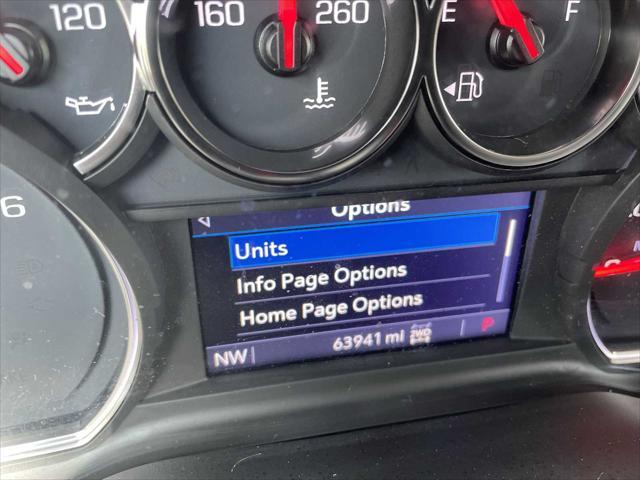 120
160 260
E F
6
Options
Units
Info Page Options
Home Page Options
NW 63941 mi 2WD P